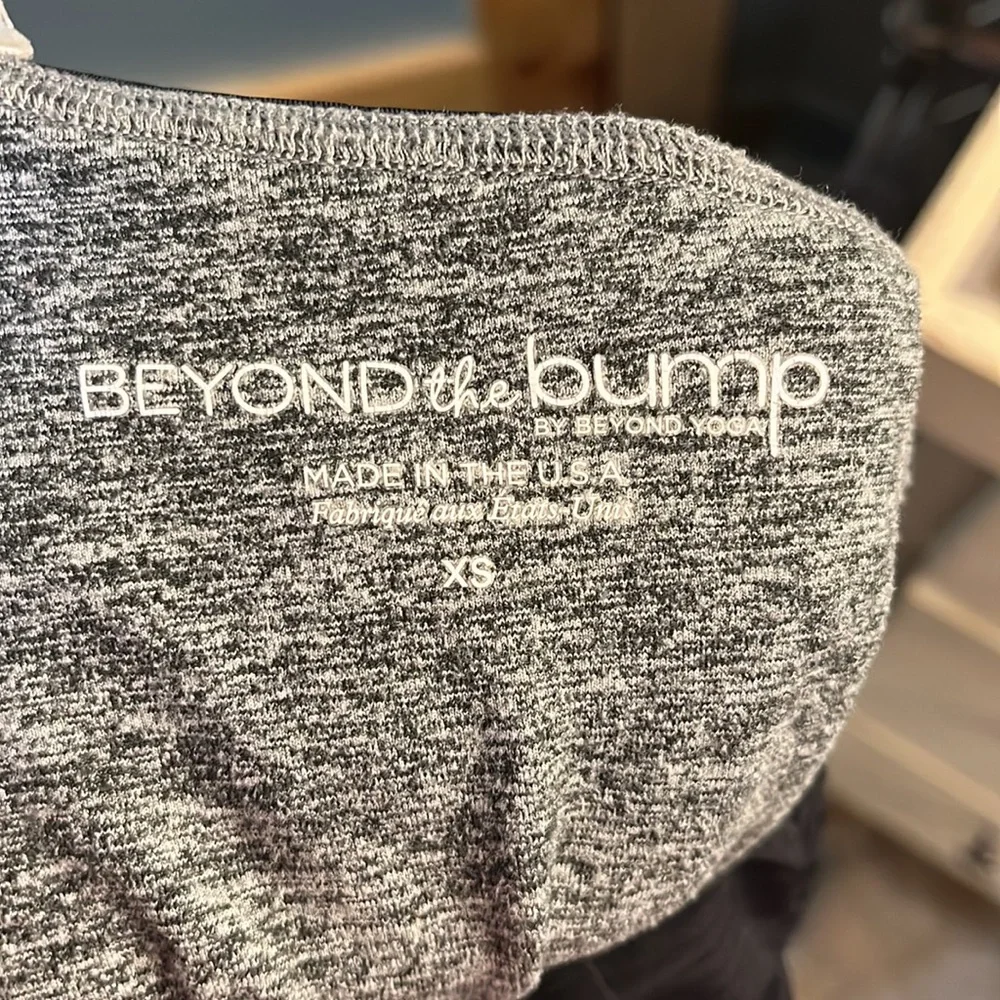 BEYOND the bump
BY BEYOND YOGA
MADE IN THE U.S.A
Fabriqué aux États-Unis
XS